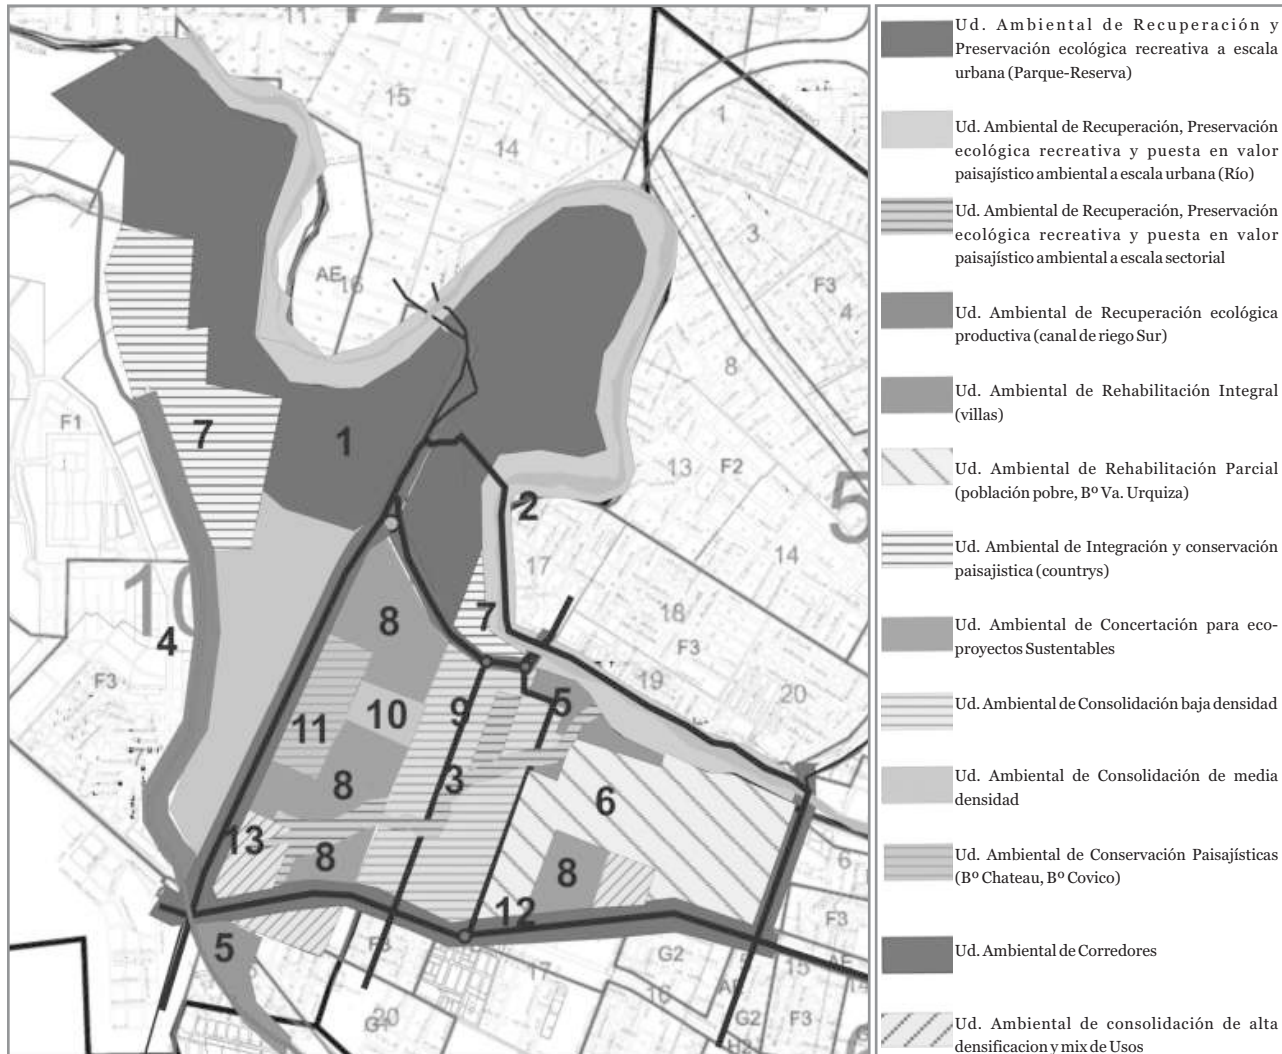 12
15
14
1
3
AE
16
F3
4
8
F1
7
1
13
F2
5
2
17
14
10
8
18
7
F3
4
19
20
F3
10
9
5
11
8
3
6
13
8
8
6
12
F3
5
F3
17
G2
15
AE
14
16
AE
G2
F3
G1
20
Ud. Ambiental de Recuperación y
Preservación ecológica recreativa a escala
urbana (Parque-Reserva)
Ud. Ambiental de Recuperación, Preservación
ecológica recreativa y puesta en valor
paisajístico ambiental a escala urbana (Río)
Ud. Ambiental de Recuperación, Preservación
ecológica recreativa y puesta en valor
paisajístico ambiental a escala sectorial
Ud. Ambiental de Recuperación ecológica
productiva (canal de riego Sur)
Ud. Ambiental de Rehabilitación Integral
(villas)
Ud. Ambiental de Rehabilitación Parcial
(población pobre, Bº Va. Urquiza)
Ud. Ambiental de Integración y conservación
paisajistica (countrys)
Ud. Ambiental de Concertación para eco-
proyectos Sustentables
Ud. Ambiental de Consolidación baja densidad
Ud. Ambiental de Consolidación de media
densidad
Ud. Ambiental de Conservación Paisajísticas
(Bº Chateau, Bº Covico)
Ud. Ambiental de Corredores
Ud. Ambiental de consolidación de alta
densificacion y mix de Usos